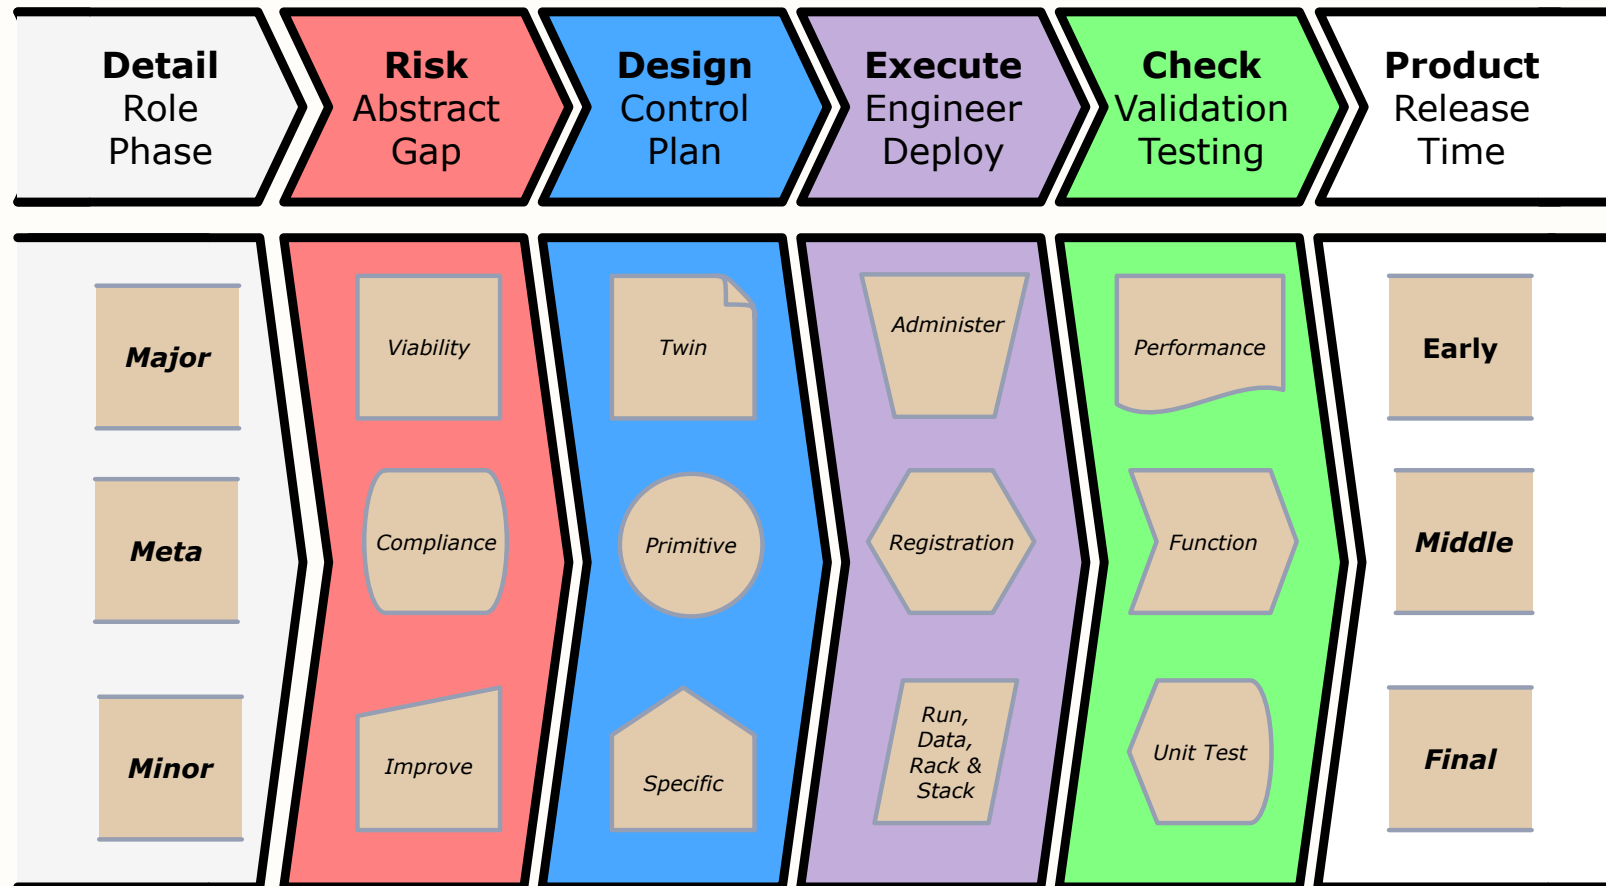 Detail
Role
Phase
Risk
Abstract
Gap
Design
Control
Plan
Execute
Engineer
Deploy
Check
Validation
Testing
Product
Release
Time
Major
Viability
Twin
Administer
Performance
Early
Meta
Compliance
Primitive
Registration
Function
Middle
Minor
Improve
Specific
Run,
Data,
Rack &
Stack
Unit Test
Final